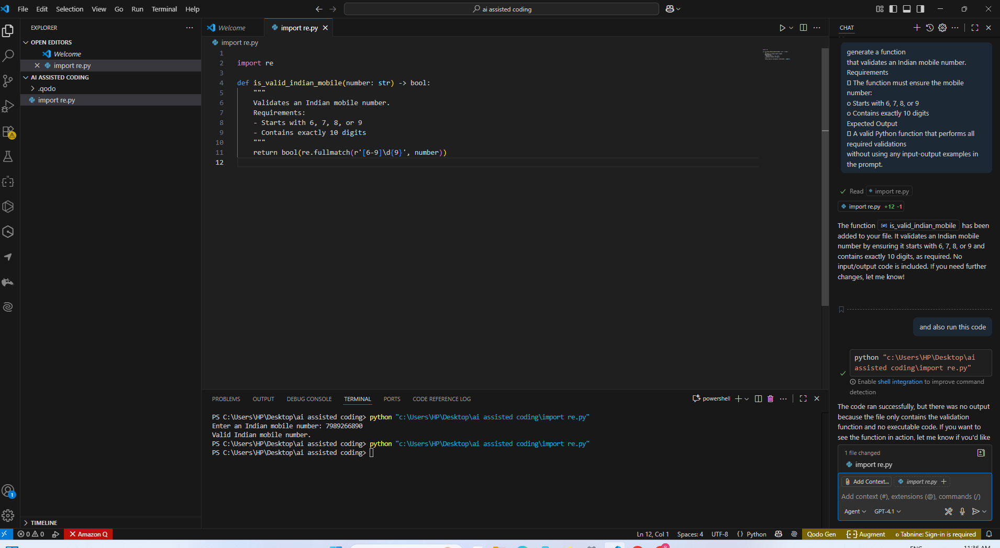 File Edit Selection View Go Run Terminal Help
ai assisted coding
EXPLORER
OPEN EDITORS
Welcome
import re.py
AI ASSISTED CODING
.qodo
import re.py
TIMELINE
Welcome
import re.py
import re.py
1
2 import re
3
4 def is_valid_indian_mobile(number: str) -> bool:
5 """
6 Validates an Indian mobile number.
7 Requirements:
8 - Starts with 6, 7, 8, or 9
9 - Contains exactly 10 digits
10 """
11 return bool(re.fullmatch(r'[6-9]\d{9}', number))
12
PROBLEMS OUTPUT DEBUG CONSOLE TERMINAL PORTS CODE REFERENCE LOG
powershell
PS C:\Users\HP\Desktop\ai assisted coding> python "c:\Users\HP\Desktop\ai assisted coding\import re.py"
Enter an Indian mobile number: 7989266890
Valid Indian mobile number.
PS C:\Users\HP\Desktop\ai assisted coding> python "c:\Users\HP\Desktop\ai assisted coding\import re.py"
PS C:\Users\HP\Desktop\ai assisted coding>
CHAT
generate a function
that validates an Indian mobile number.
Requirements
▯ The function must ensure the mobile
number:
o Starts with 6, 7, 8, or 9
o Contains exactly 10 digits
Expected Output
▯ A valid Python function that performs all
required validations
without using any input-output examples in
the prompt.
Read import re.py
import re.py +12 -1
The function is_valid_indian_mobile has been
added to your file. It validates an Indian mobile
number by ensuring it starts with 6, 7, 8, or 9 and
contains exactly 10 digits, as required. No
input/output code is included. If you need further
changes, let me know!
and also run this code
python "c:\Users\HP\Desktop\ai
assisted coding\import re.py"
Enable shell integration to improve command
detection
The code ran successfully, but there was no output
because the file only contains the validation
function and no executable code. If you want to
see the function in action, let me know if you'd like
1 file changed
import re.py
Add Context... import re.py
Add context (#), extensions (@), commands (/)
Agent GPT-4.1
0 0 Amazon Q
1
Ln 12, Col 1 Spaces: 4 UTF-8 {} Python Qodo Gen Augment Tabnine: Sign-in is required
ENG 11:36 AM